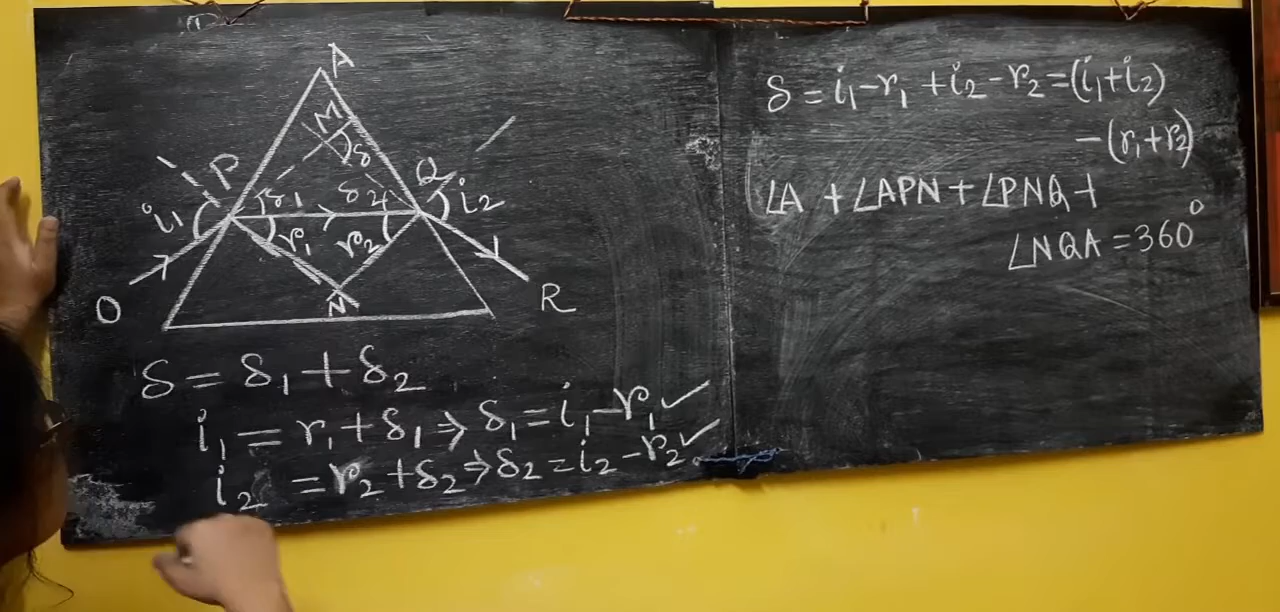 A
M
δ
P
Q
i₁
δ₁
δ₂
i₂
r₁
r₂
O
N
R
δ = δ₁ + δ₂
i₁ = r₁ + δ₁ ⇒ δ₁ = i₁ - r₁ ✓
i₂ = r₂ + δ₂ ⇒ δ₂ = i₂ - r₂ ✓
δ = i₁ - r₁ + i₂ - r₂ = (i₁ + i₂)
- (r₁ + r₂)
∠A + ∠APN + ∠PNQ +
∠NQA = 360°